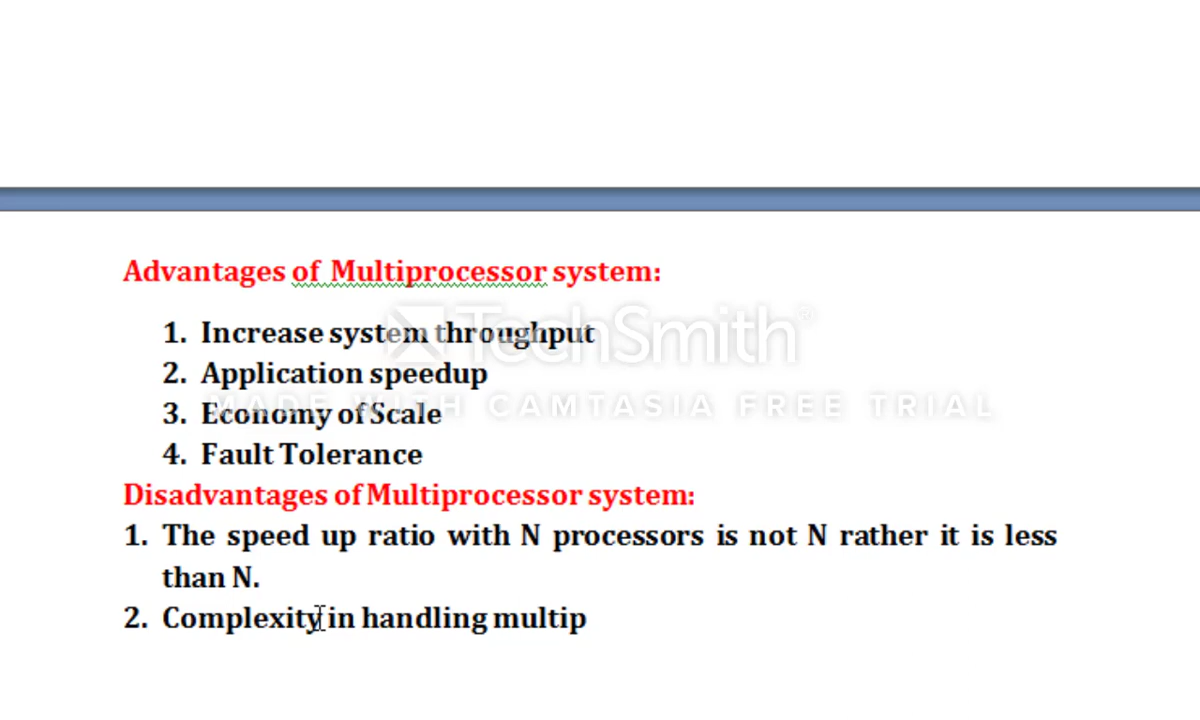 Advantages of Multiprocessor system:
1. Increase system throughput
TechSmith®
2. Application speedup
MADE WITH CAMTASIA FREE TRIAL
3. Economy of Scale
4. Fault Tolerance
Disadvantages of Multiprocessor system:
1. The speed up ratio with N processors is not N rather it is less
than N.
2. Complexity in handling multip